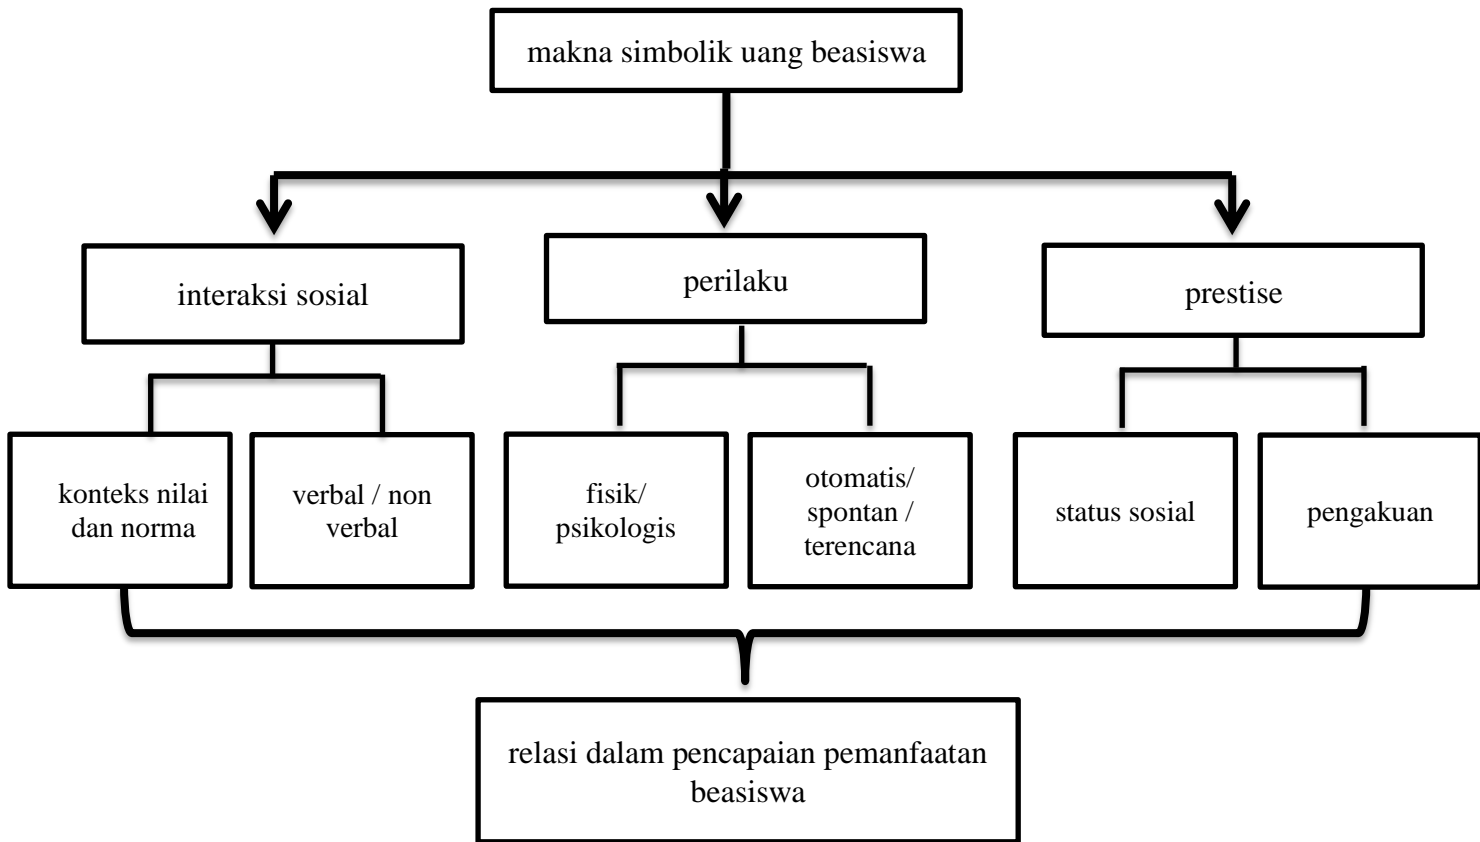 makna simbolik uang beasiswa
interaksi sosial
perilaku
prestise
konteks nilai
dan norma
verbal / non
verbal
fisik/
psikologis
otomatis/
spontan /
terencana
status sosial
pengakuan
relasi dalam pencapaian pemanfaatan
beasiswa